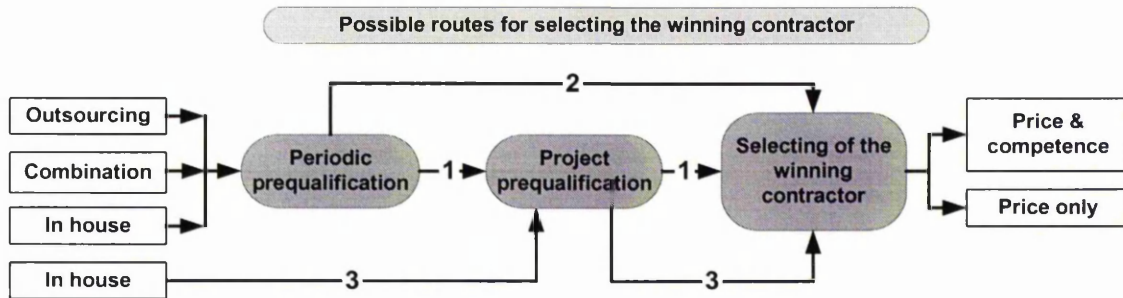 Possible routes for selecting the winning contractor
2
Outsourcing
Combination
In house
Periodic
prequalification
1
Project
prequalification
1
Selecting of the
winning
contractor
Price &
competence
Price only
In house
3
3